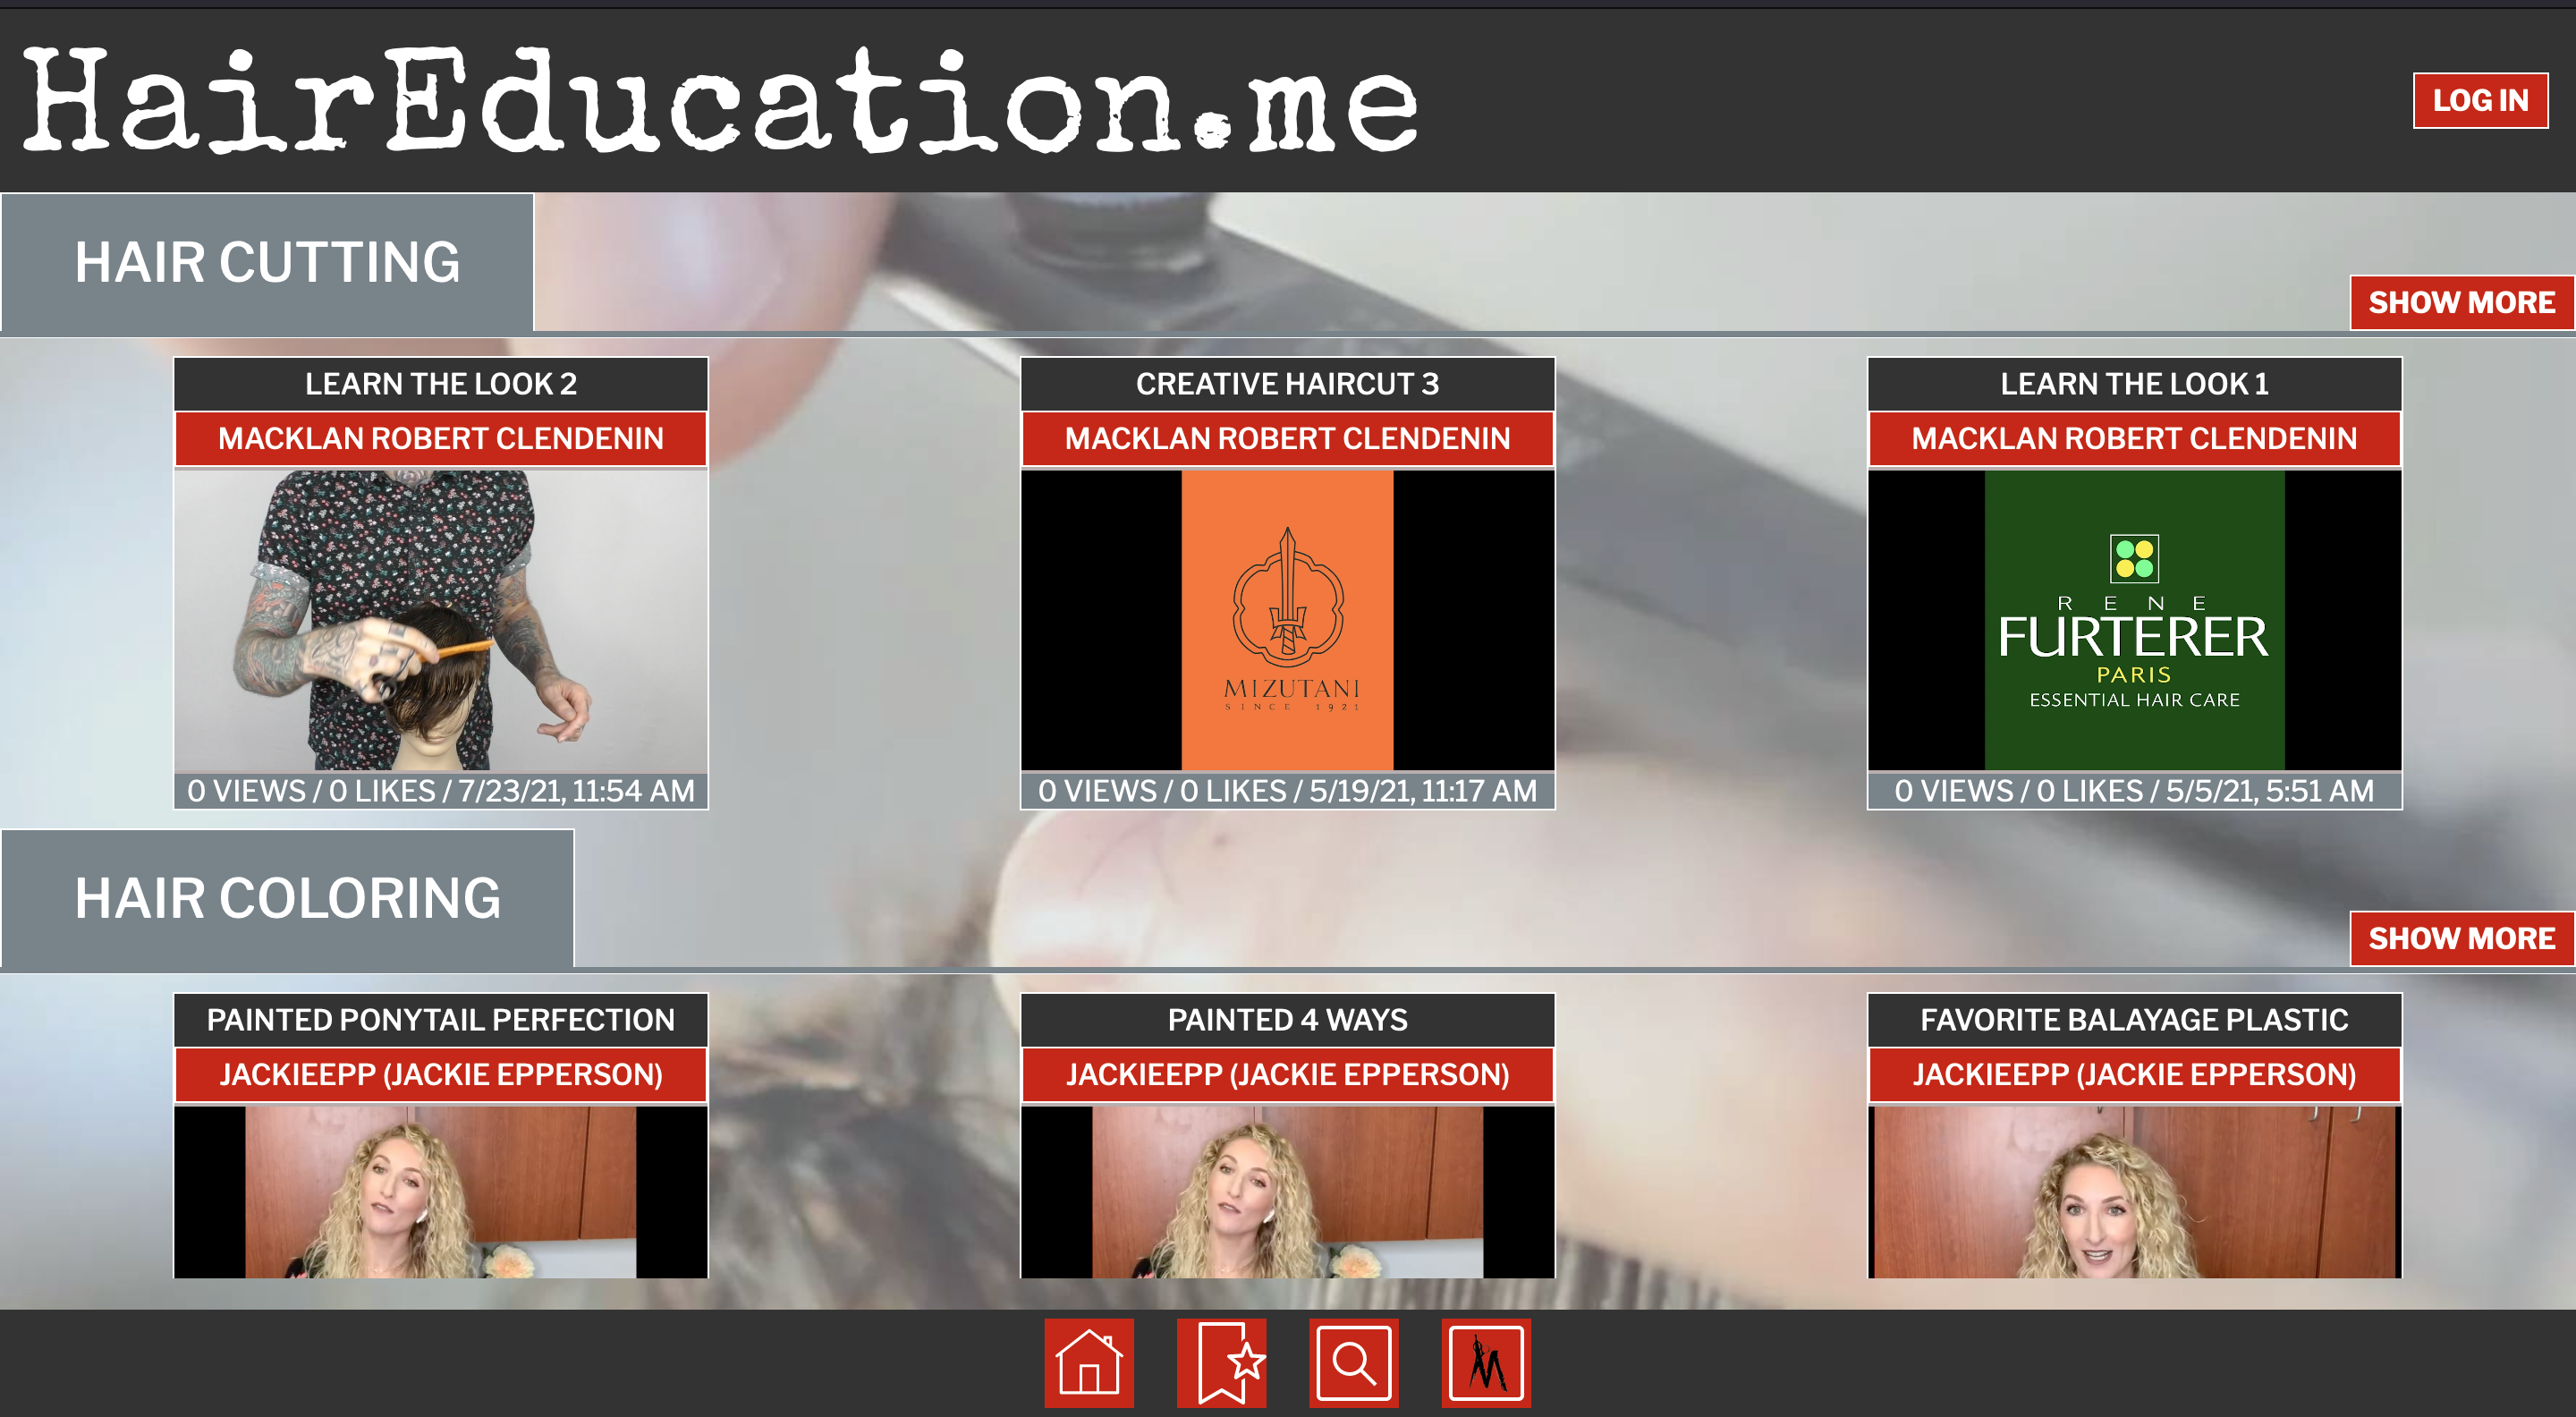 HairEducation.me
LOG IN
HAIR CUTTING
SHOW MORE
LEARN THE LOOK 2
MACKLAN ROBERT CLENDENIN
0 VIEWS / 0 LIKES / 7/23/21, 11:54 AM
CREATIVE HAIRCUT 3
MACKLAN ROBERT CLENDENIN
MIZUTANI
SINCE 1921
0 VIEWS / 0 LIKES / 5/19/21, 11:17 AM
LEARN THE LOOK 1
MACKLAN ROBERT CLENDENIN
RENE
FURTERER
PARIS
ESSENTIAL HAIR CARE
0 VIEWS / 0 LIKES / 5/5/21, 5:51 AM
HAIR COLORING
SHOW MORE
PAINTED PONYTAIL PERFECTION
JACKIEEPP (JACKIE EPPERSON)
PAINTED 4 WAYS
JACKIEEPP (JACKIE EPPERSON)
FAVORITE BALAYAGE PLASTIC
JACKIEEPP (JACKIE EPPERSON)
M